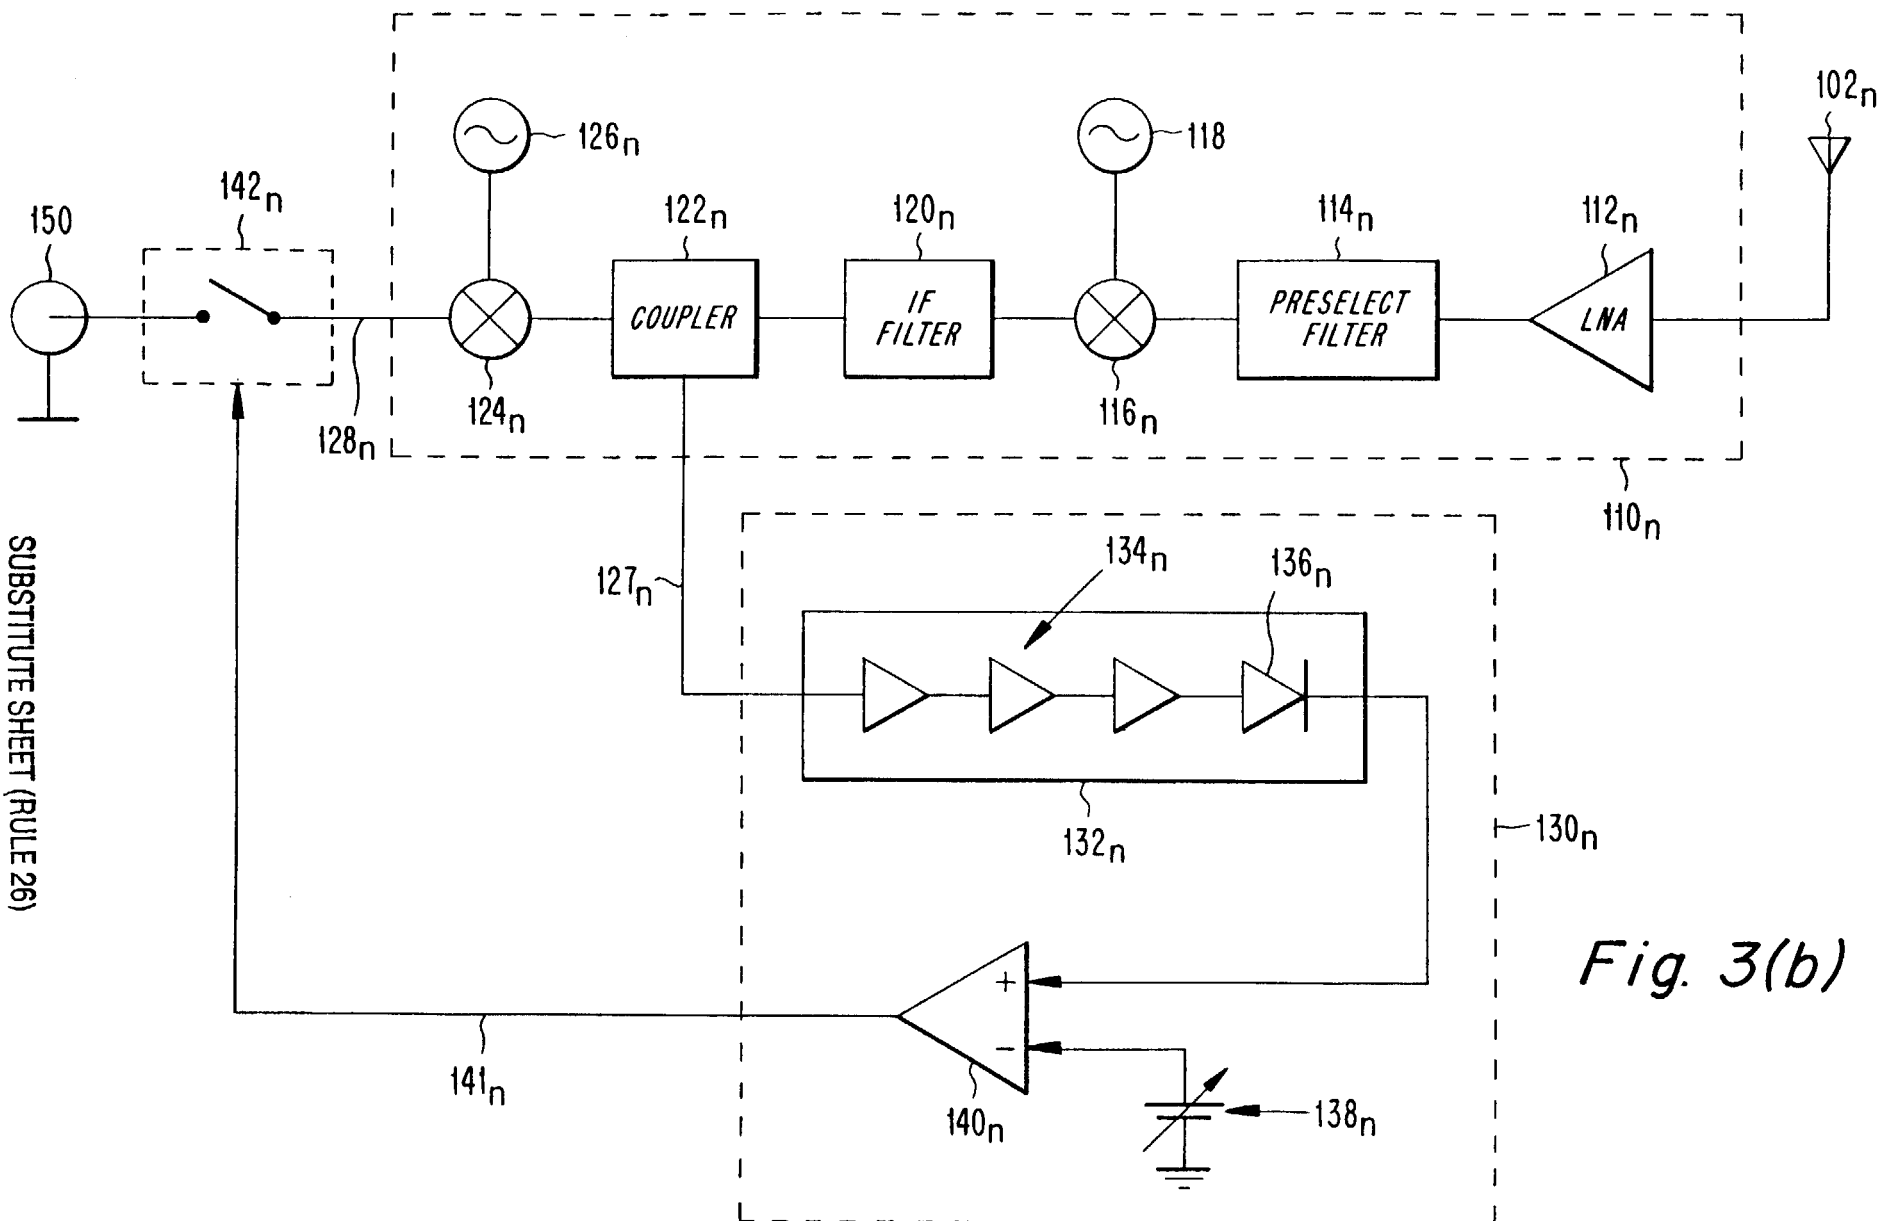 102n
126n
118
142n
150
122n
120n
114n
112n
COUPLER
IF
FILTER
PRESELECT
FILTER
LNA
124n
116n
128n
110n
SUBSTITUTE SHEET (RULE 26)
134n
136n
127n
132n
130n
+
Fig. 3(b)
−
141n
140n
138n